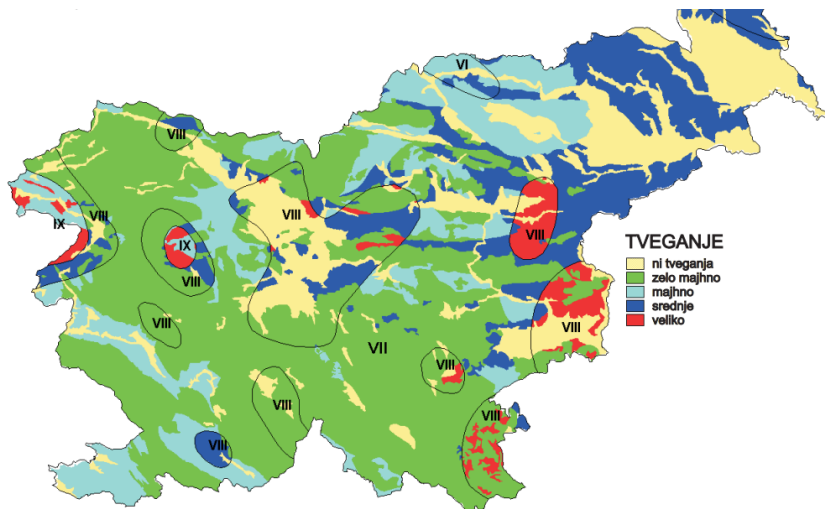 VI
VIII
VIII
VIII
IX
IX
VIII
VIII
TVEGANJE
ni tveganja
zelo majhno
majhno
srednje
veliko
VIII
VIII
VIII
VII
VIII
VIII
VIII
VIII